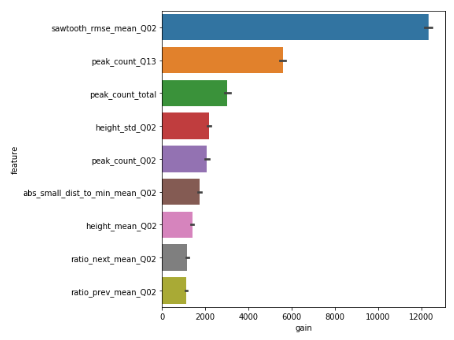 sawtooth_rmse_mean_Q02
peak_count_Q13
peak_count_total
height_std_Q02
peak_count_Q02
abs_small_dist_to_min_mean_Q02
height_mean_Q02
ratio_next_mean_Q02
ratio_prev_mean_Q02
feature
0 2000 4000 6000 8000 10000 12000
gain